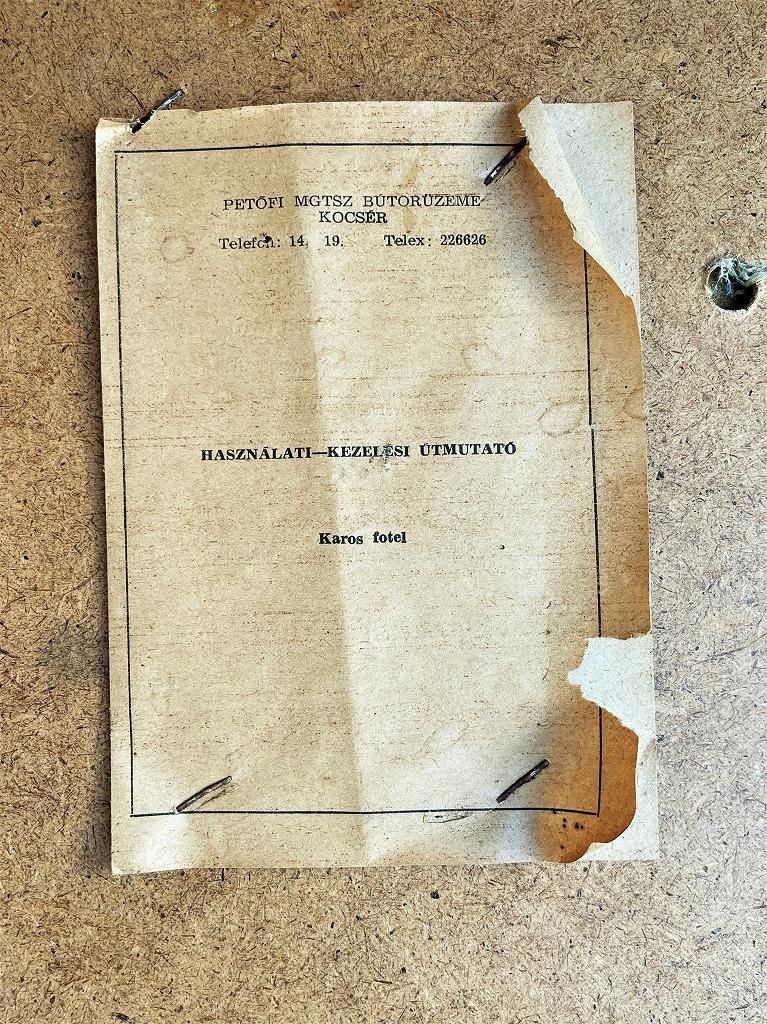 PETŐFI MGTSZ BÚTORÜZEME
KOCSÉR
Telefon: 14, 19. Telex: 226626
HASZNÁLATI—KEZELÉSI ÚTMUTATÓ
Karos fotel